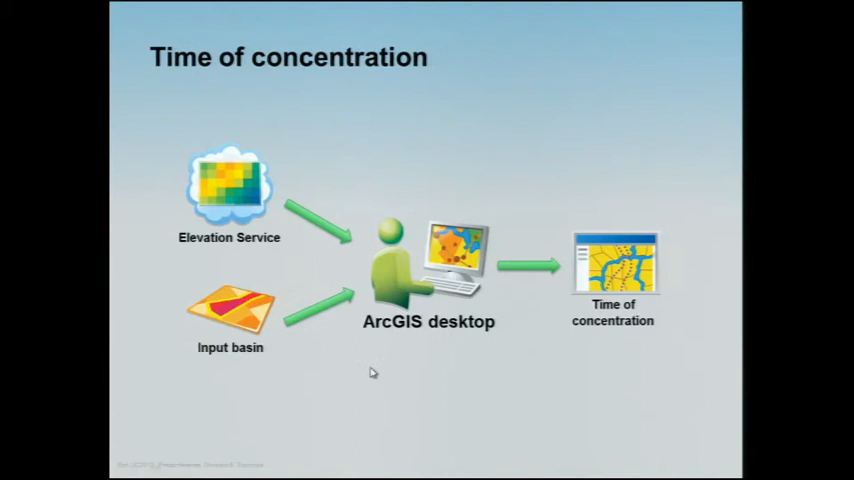 Time of concentration
Elevation Service
Input basin
ArcGIS desktop
Time of
concentration